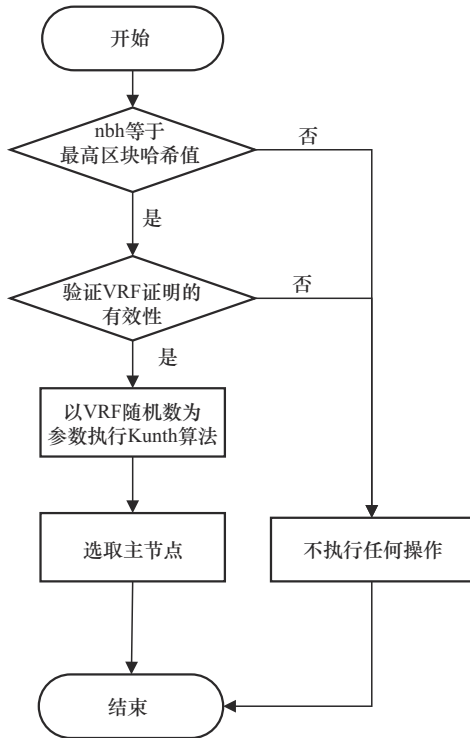 开始
nbh等于
最高区块哈希值
否
是
验证VRF证明的
有效性
否
是
以VRF随机数为
参数执行Kunth算法
选取主节点
不执行任何操作
结束